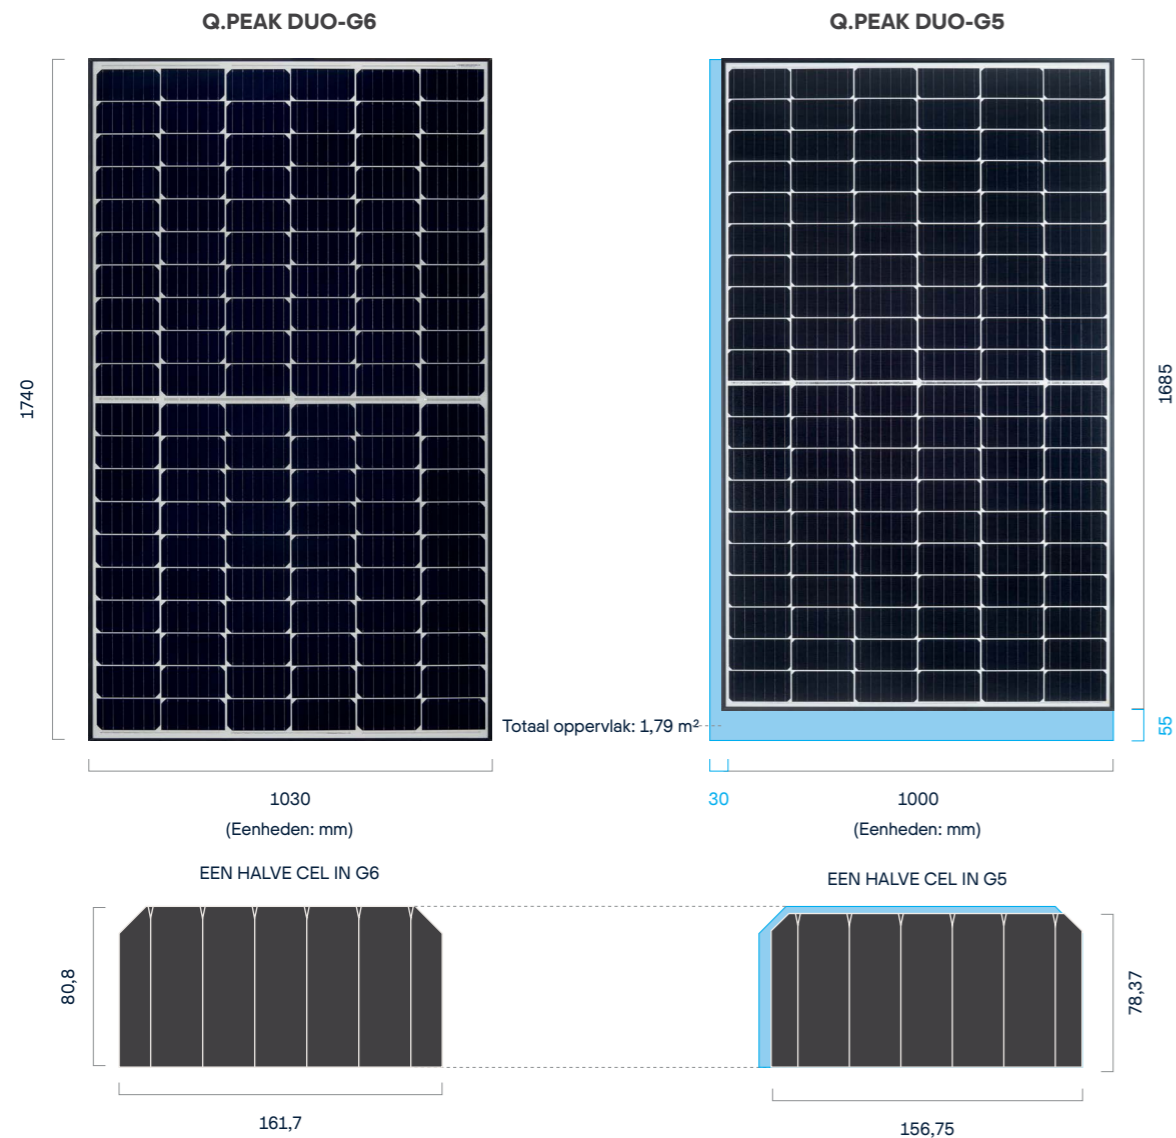 Q.PEAK DUO-G6
Q.PEAK DUO-G5
1740
1685
Totaal oppervlak: 1,79 m²
55
1030
(Eenheden: mm)
30
1000
(Eenheden: mm)
EEN HALVE CEL IN G6
EEN HALVE CEL IN G5
80,8
78,37
161,7
156,75